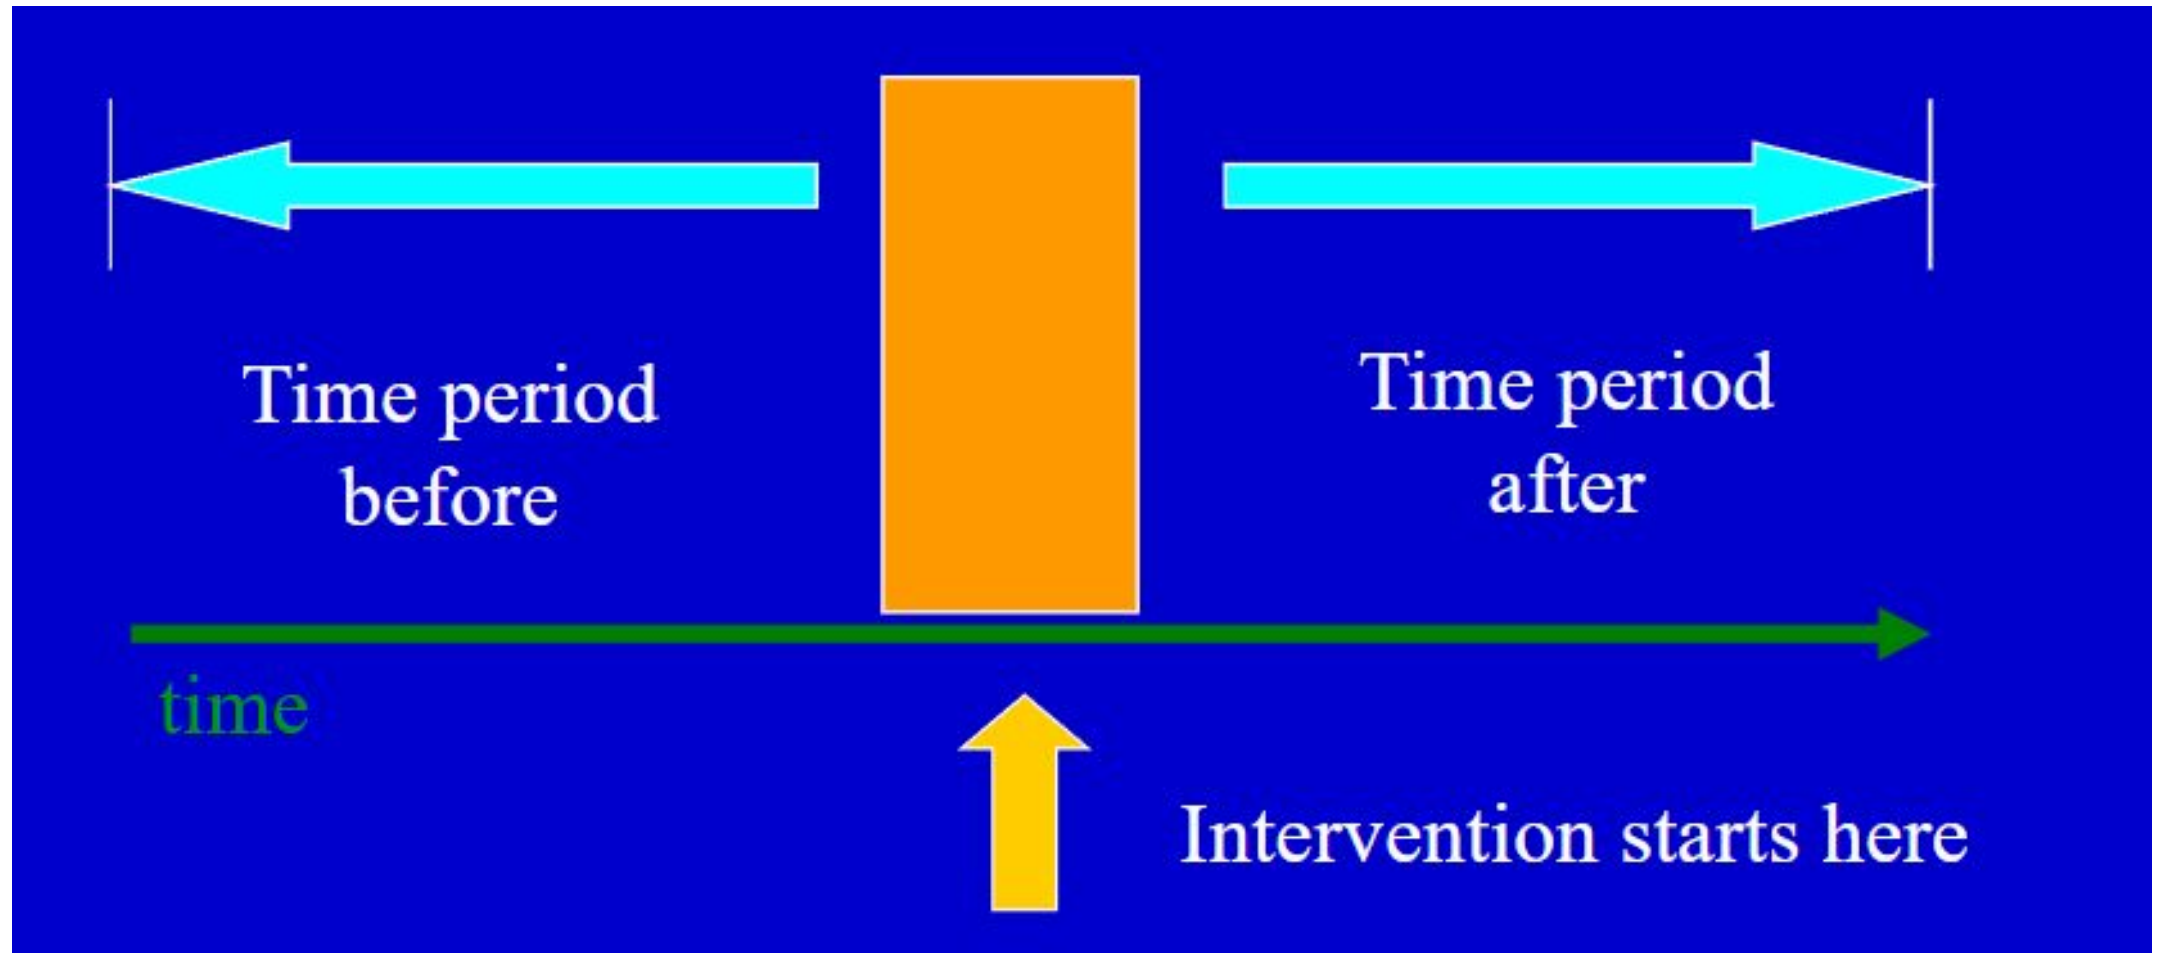 Time period
before
Time period
after
time
Intervention starts here